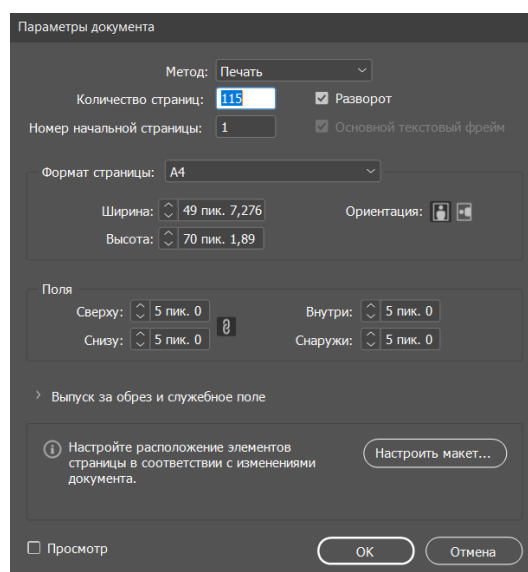 Параметры документа
Метод: Печать
Количество страниц: 115 Разворот
Номер начальной страницы: 1 Основной текстовый фрейм
Формат страницы: A4
Ширина: 49 пик. 7,276 Ориентация:
Высота: 70 пик. 1,89
Поля
Сверху: 5 пик. 0 Внутри: 5 пик. 0
Снизу: 5 пик. 0 Снаружи: 5 пик. 0
Выпуск за обрез и служебное поле
Настройте расположение элементов
страницы в соответствии с изменениями
документа.
Настроить макет...
Просмотр OK Отмена